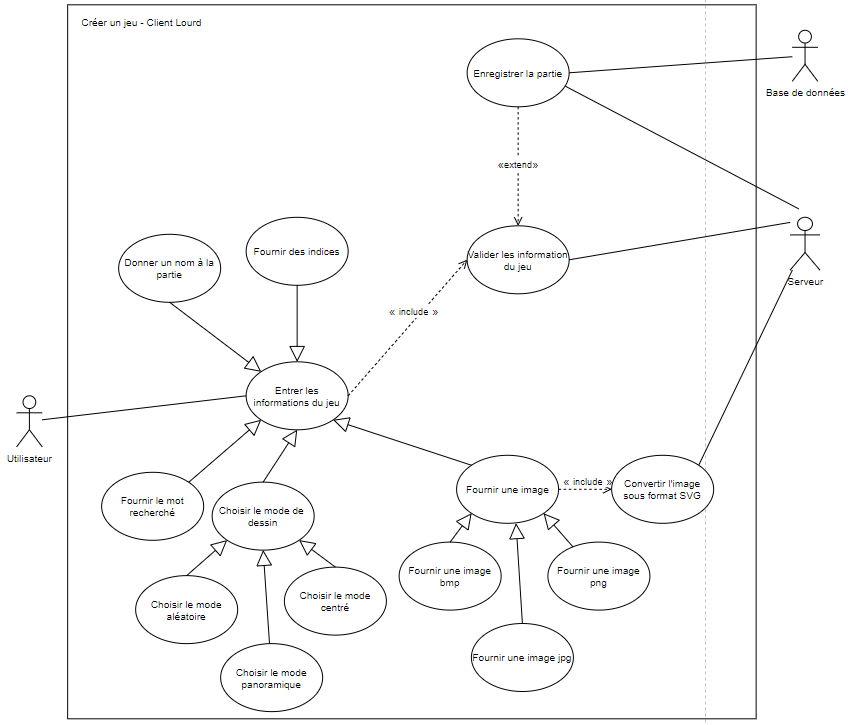 Créer un jeu - Client Lourd
Enregistrer la partie
Base de données
«extend»
Donner un nom à la
partie
Fournir des indices
Valider les information
du jeu
Serveur
« include »
Entrer les
informations du jeu
Utilisateur
Fournir le mot
recherché
Choisir le mode de
dessin
Fournir une image
« include »
Convertir l'image
sous format SVG
Choisir le mode
aléatoire
Choisir le mode
centré
Fournir une image
bmp
Fournir une image
png
Choisir le mode
panoramique
Fournir une image jpg